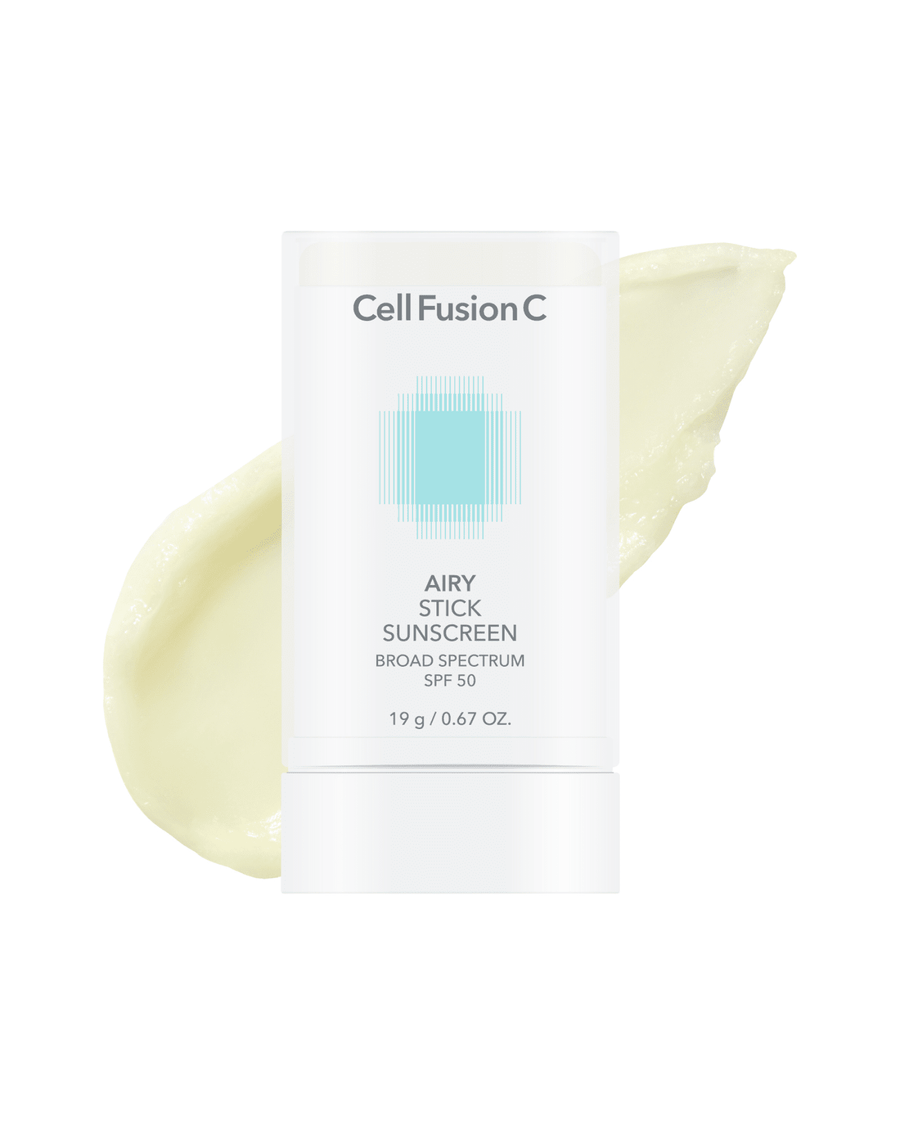 Cell Fusion C
AIRY
STICK
SUNSCREEN
BROAD SPECTRUM
SPF 50
19 g / 0.67 OZ.